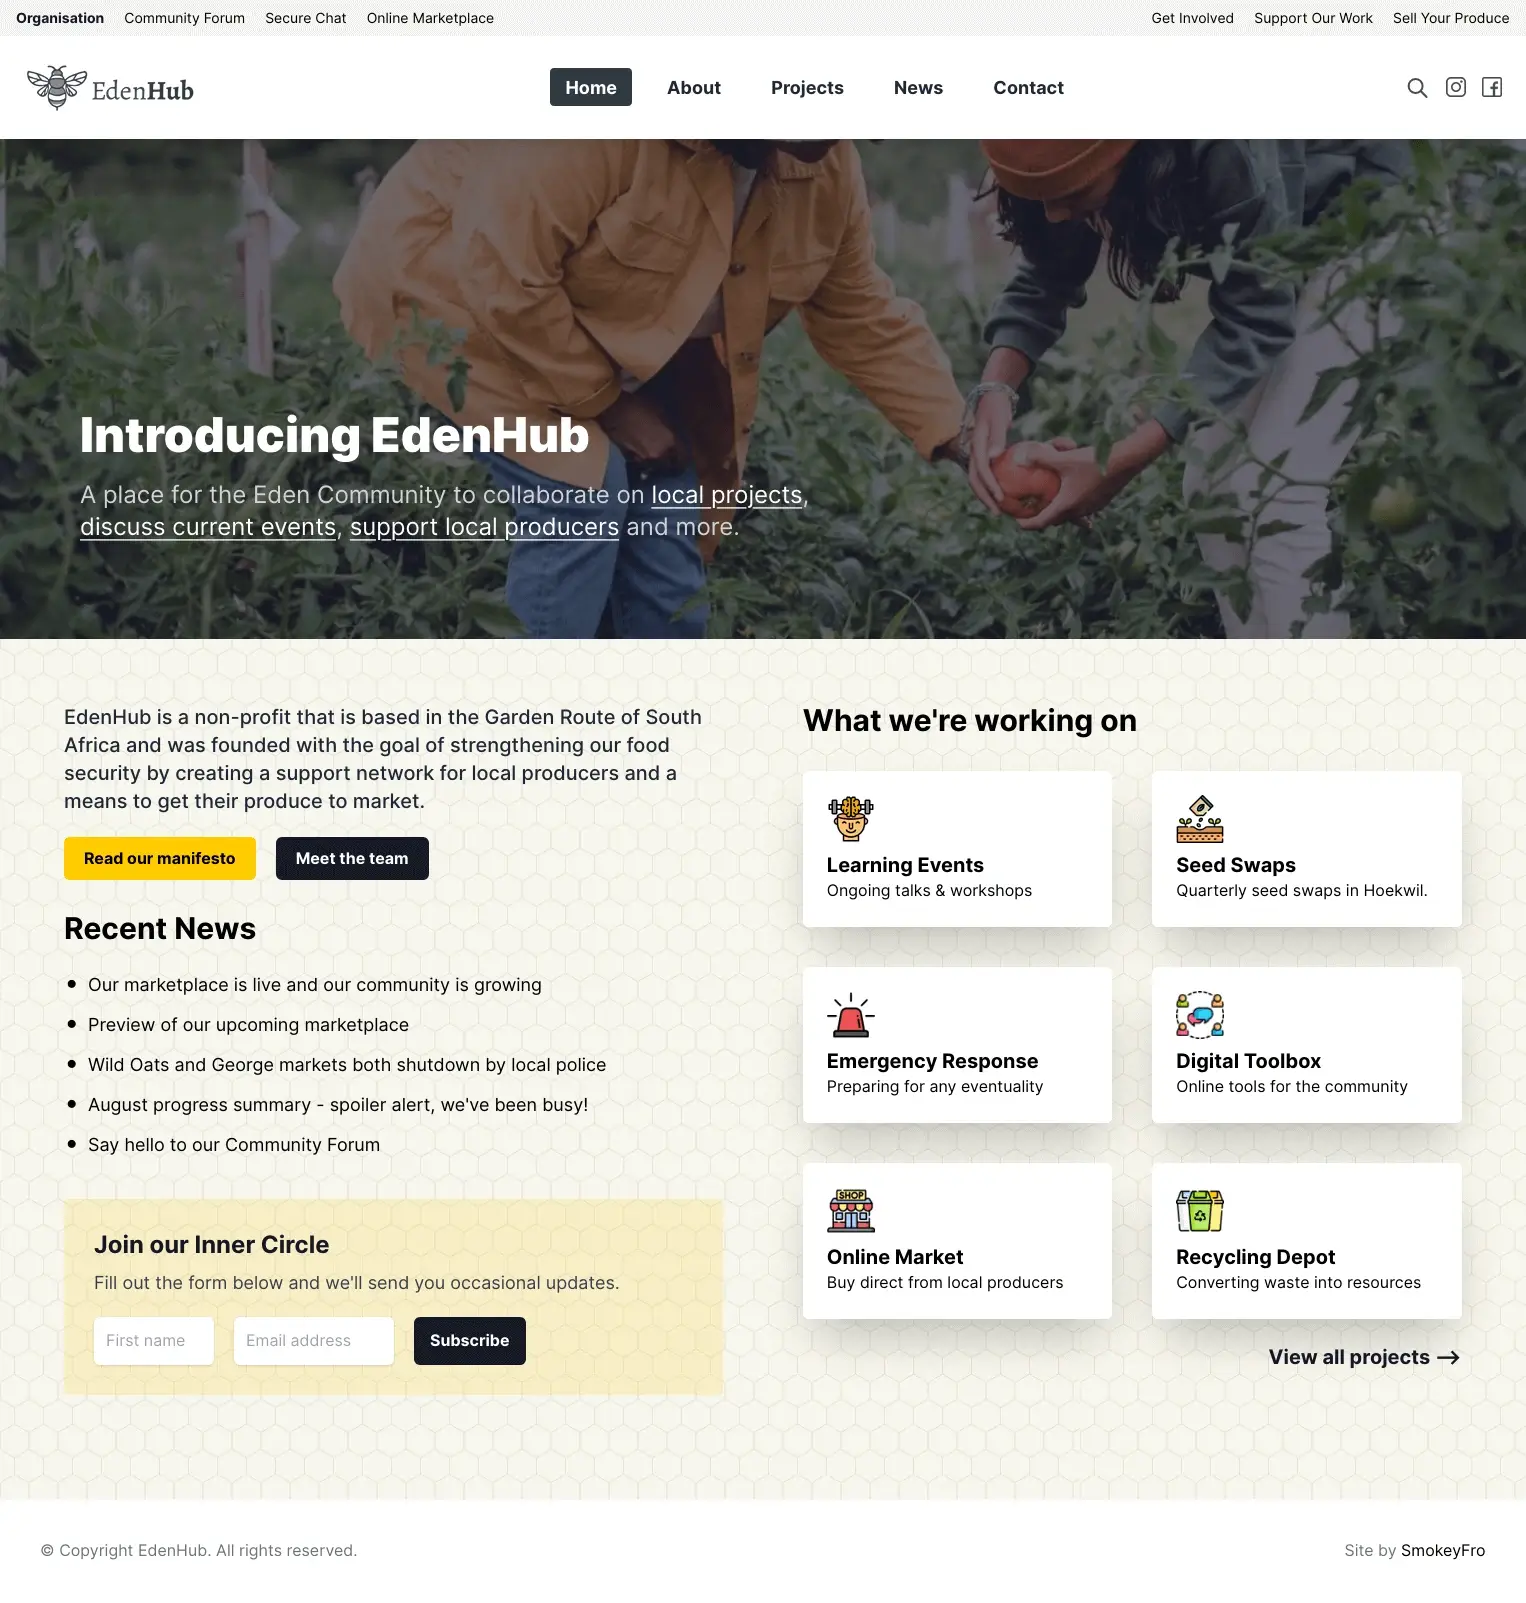 Organisation Community Forum Secure Chat Online Marketplace
Get Involved Support Our Work Sell Your Produce
EdenHub
Home About Projects News Contact
Introducing EdenHub
A place for the Eden Community to collaborate on local projects,
discuss current events, support local producers and more.
EdenHub is a non-profit that is based in the Garden Route of South
Africa and was founded with the goal of strengthening our food
security by creating a support network for local producers and a
means to get their produce to market.
Read our manifesto Meet the team
Recent News
Our marketplace is live and our community is growing
Preview of our upcoming marketplace
Wild Oats and George markets both shutdown by local police
August progress summary - spoiler alert, we've been busy!
Say hello to our Community Forum
Join our Inner Circle
Fill out the form below and we'll send you occasional updates.
First name Email address Subscribe
What we're working on
Learning Events
Ongoing talks & workshops
Seed Swaps
Quarterly seed swaps in Hoekwil.
Emergency Response
Preparing for any eventuality
Digital Toolbox
Online tools for the community
SHOP
Online Market
Buy direct from local producers
Recycling Depot
Converting waste into resources
View all projects →
© Copyright EdenHub. All rights reserved.
Site by SmokeyFro